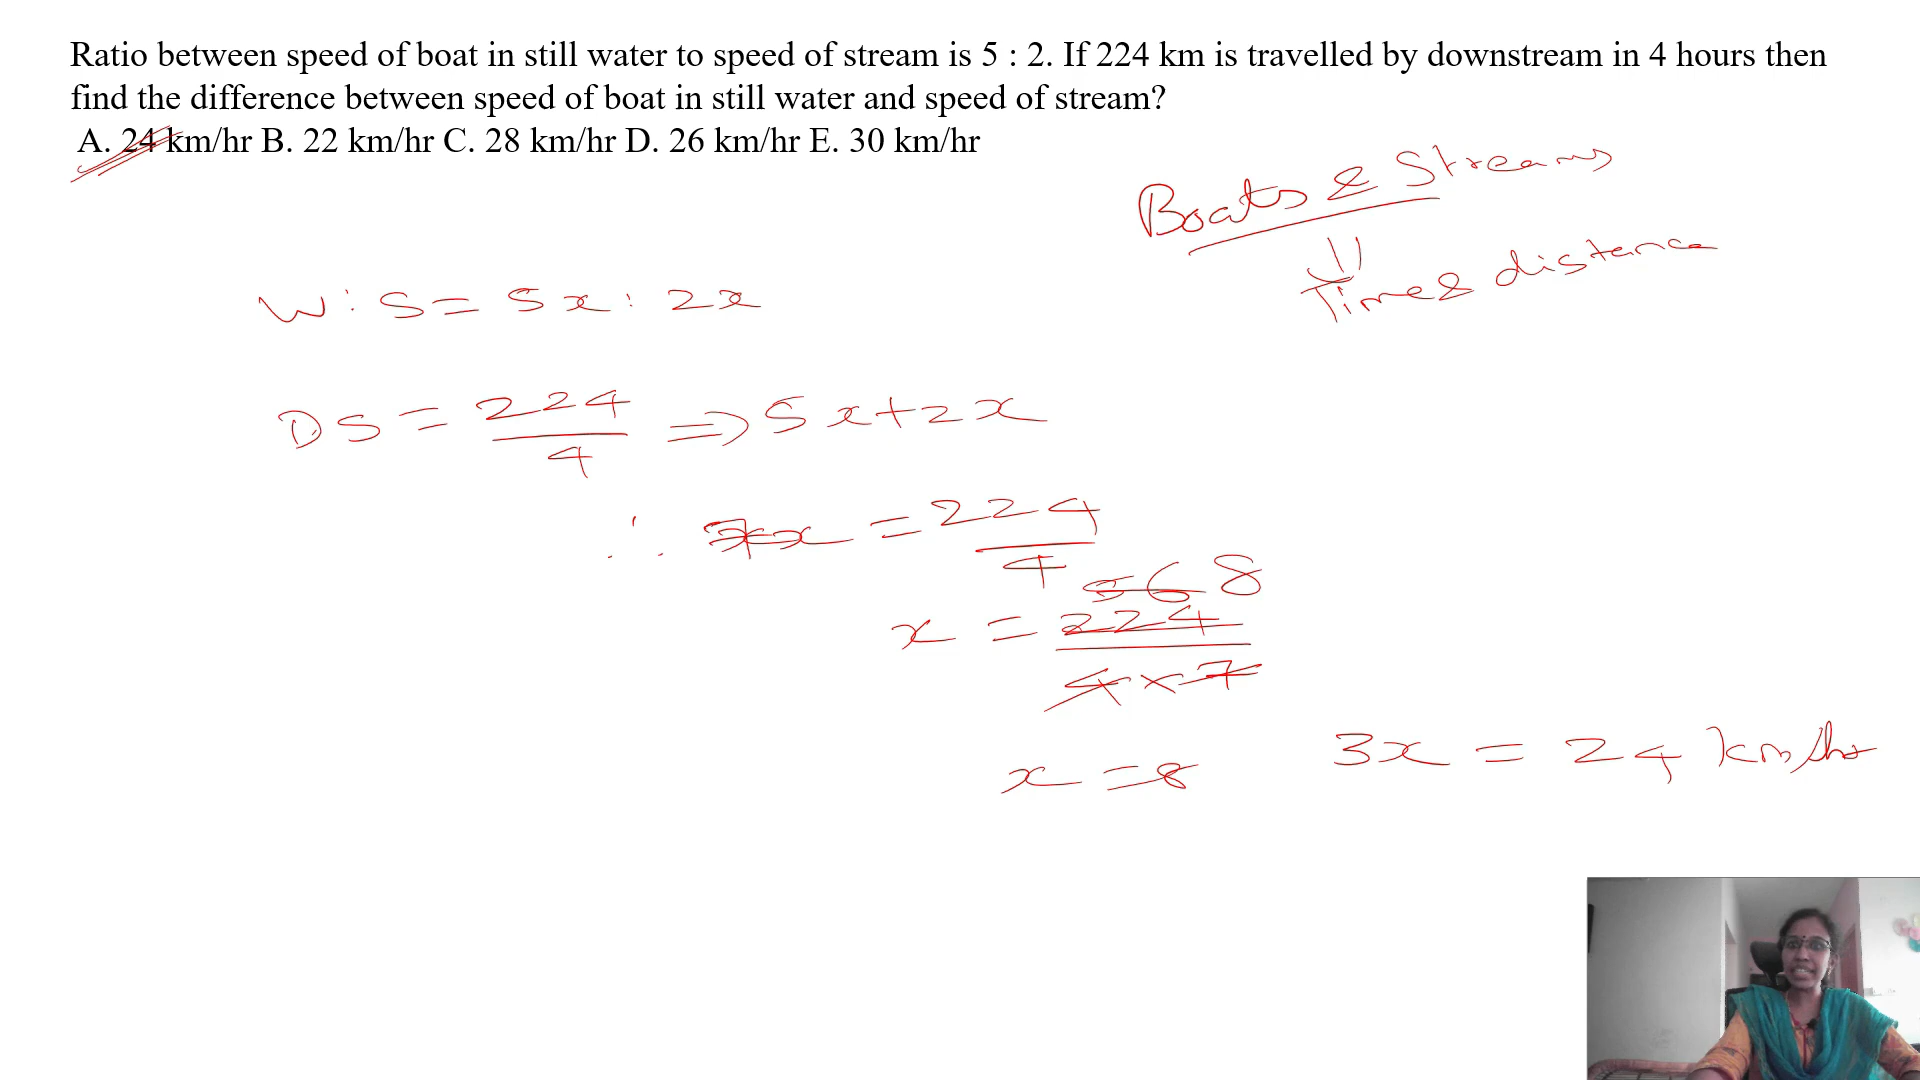 Ratio between speed of boat in still water to speed of stream is 5 : 2. If 224 km is travelled by downstream in 4 hours then
find the difference between speed of boat in still water and speed of stream?
A. 24 km/hr B. 22 km/hr C. 28 km/hr D. 26 km/hr E. 30 km/hr
Boats & Streams
⇓
Time & distance
W : S = 5x : 2x
DS = 224/4 ⇒ 5x+2x
∴ 7x = 224/4
56 8
x = 224/4×7
x = 8
3x = 24 km/hr